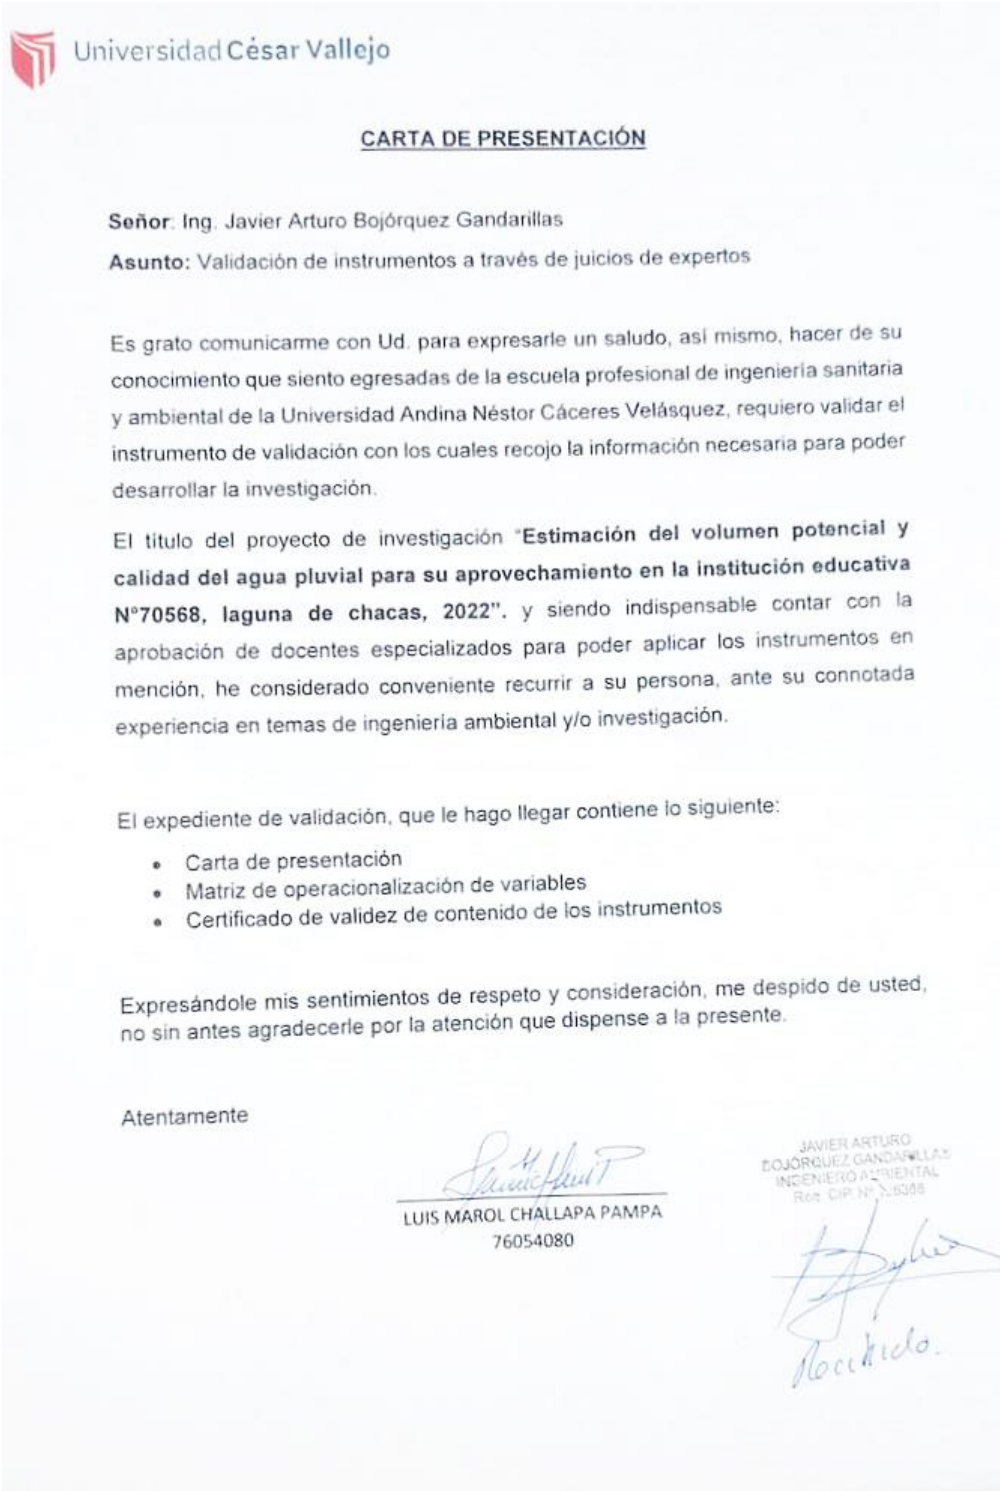 Universidad César Vallejo
CARTA DE PRESENTACIÓN
Señor: Ing. Javier Arturo Bojórquez Gandarillas
Asunto: Validación de instrumentos a través de juicios de expertos
Es grato comunicarme con Ud. para expresarle un saludo, así mismo, hacer de su
conocimiento que siento egresadas de la escuela profesional de ingeniería sanitaria
y ambiental de la Universidad Andina Néstor Cáceres Velásquez, requiero validar el
instrumento de validación con los cuales recojo la información necesaria para poder
desarrollar la investigación.
El titulo del proyecto de investigación "Estimación del volumen potencial y
calidad del agua pluvial para su aprovechamiento en la institución educativa
N°70568, laguna de chacas, 2022". y siendo indispensable contar con la
aprobación de docentes especializados para poder aplicar los instrumentos en
mención, he considerado conveniente recurrir a su persona, ante su connotada
experiencia en temas de ingeniería ambiental y/o investigación.
El expediente de validación, que le hago llegar contiene lo siguiente:
• Carta de presentación
• Matriz de operacionalización de variables
• Certificado de validez de contenido de los instrumentos
Expresándole mis sentimientos de respeto y consideración, me despido de usted,
no sin antes agradecerle por la atención que dispense a la presente.
Atentamente
LUIS MAROL CHALLAPA PAMPA
76054080
JAVIER ARTURO
BOJÓRQUEZ GANDARILLAS
INGENIERO AMBIENTAL
Reg. CIP. Nº
Recibido.